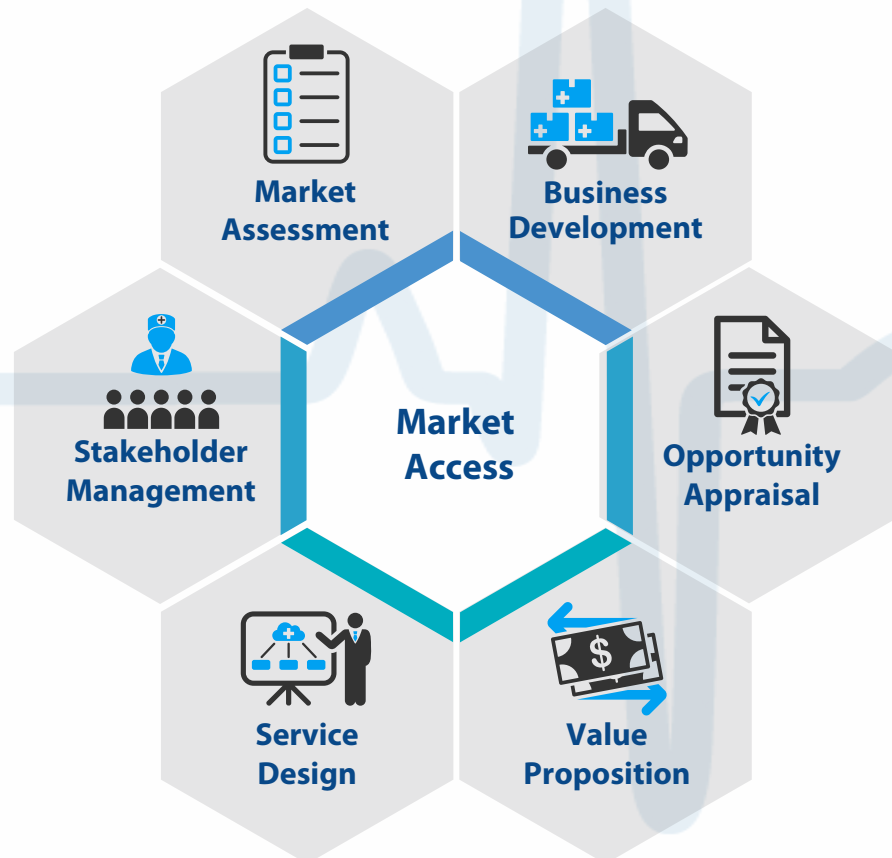 Market
Assessment
Business
Development
Stakeholder
Management
Market
Access
Opportunity
Appraisal
Service
Design
$
Value
Proposition